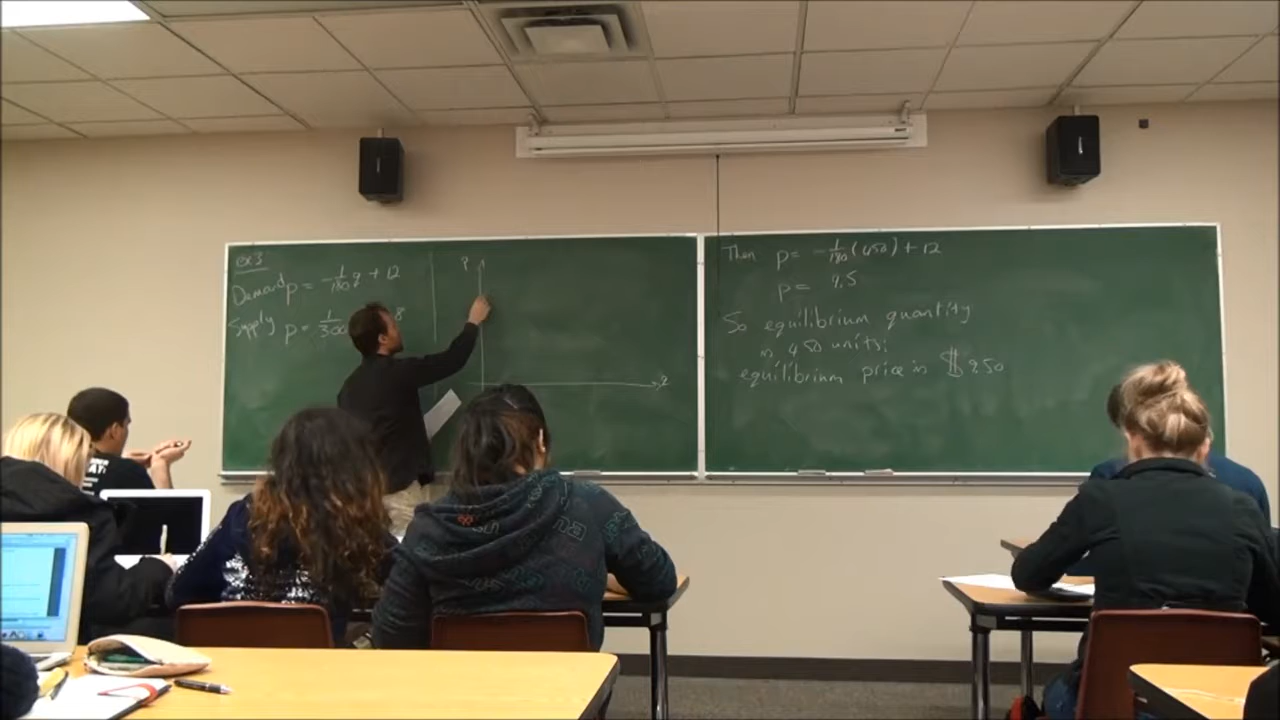 ex3
Demand p = -1/180 q + 12
Supply p = 1/300 8
p
q
Then p = -1/180 (450) + 12
p = 9.5
So equilibrium quantity
is 450 units;
equilibrium price is $9.50